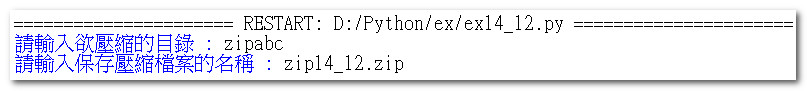 ===================== RESTART: D:/Python/ex/ex14_12.py =====================
請輸入欲壓縮的目錄 : zipabc
請輸入保存壓縮檔案的名稱 : zip14_12.zip